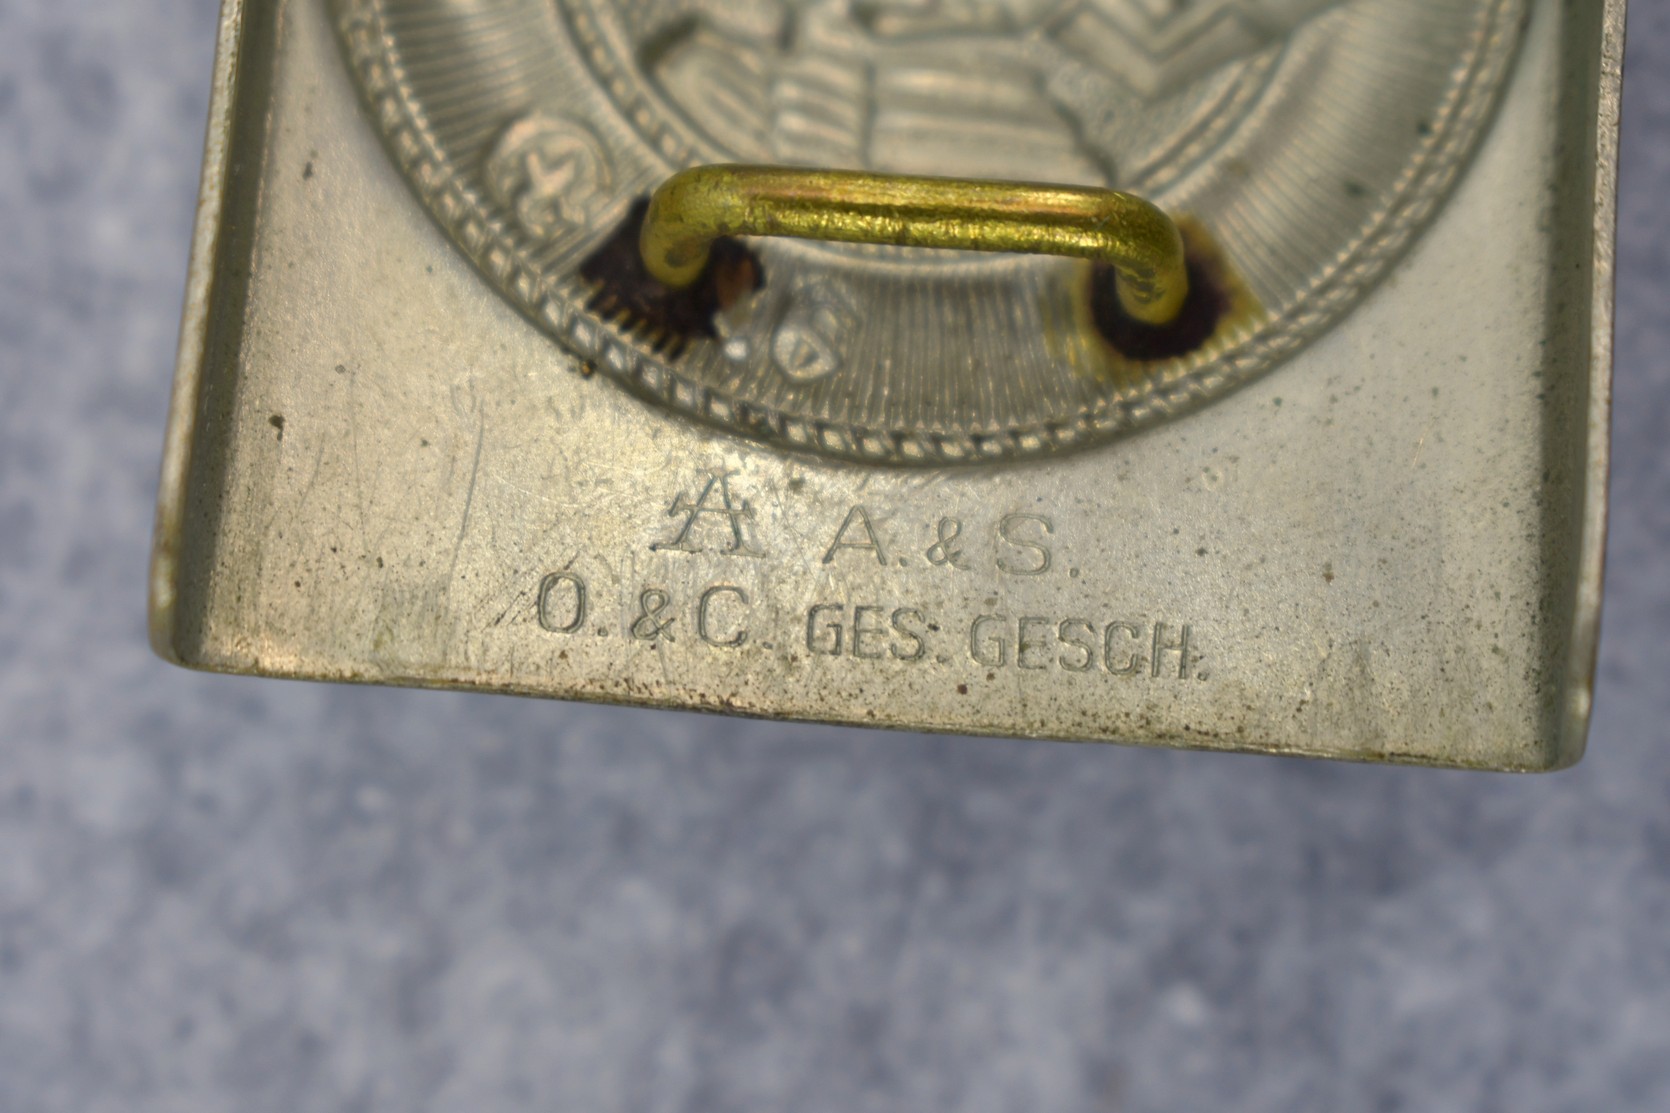 A A. & S.
O. & C. GES. GESCH.